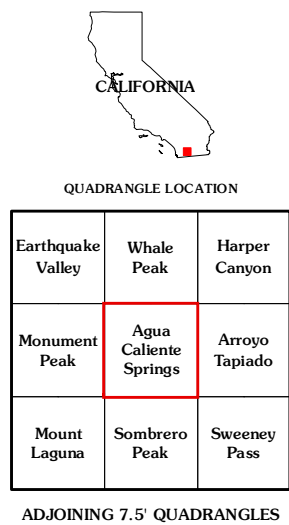 CALIFORNIA
QUADRANGLE LOCATION
Earthquake
Valley
Whale
Peak
Harper
Canyon
Monument
Peak
Agua
Caliente
Springs
Arroyo
Tapiado
Mount
Laguna
Sombrero
Peak
Sweeney
Pass
ADJOINING 7.5' QUADRANGLES